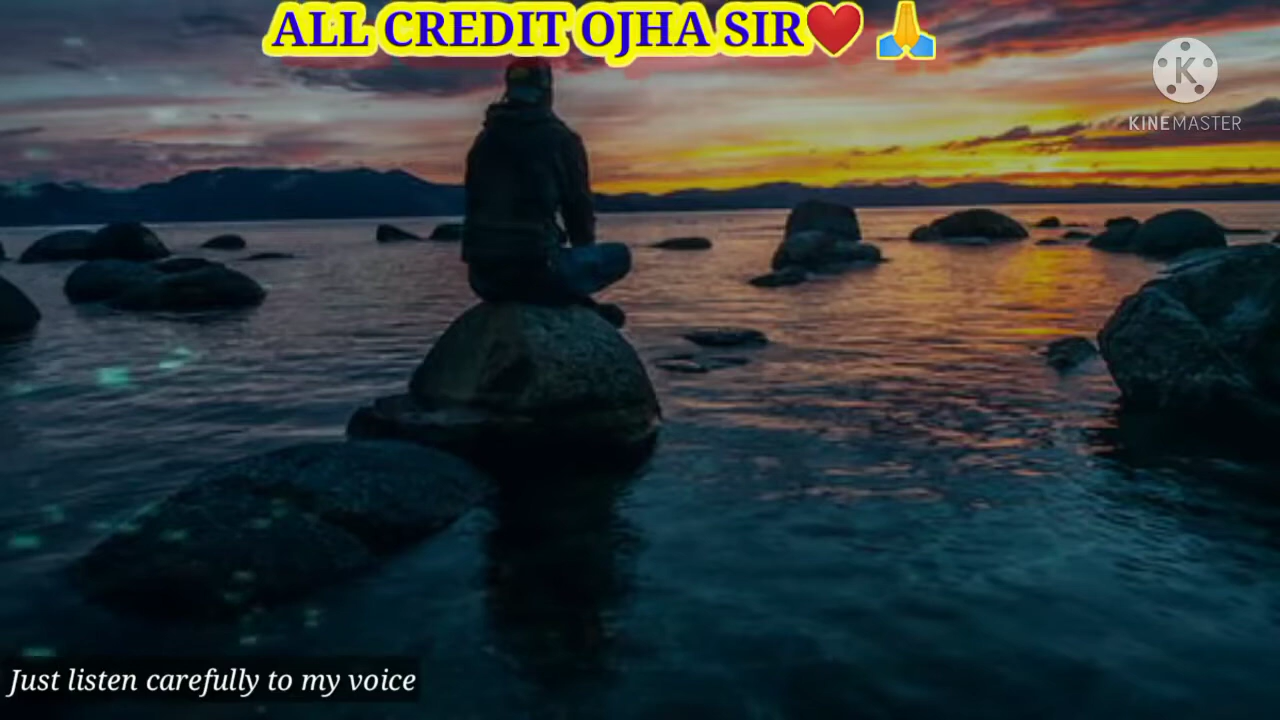 ALL CREDIT OJHA SIR❤️ 🙏
K
KINEMASTER
Just listen carefully to my voice